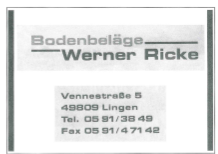 Bodenbeläge
Werner Ricke
Vennestraße 5
49809 Lingen
Tel. 05 91/38 49
Fax 05 91/4 71 42